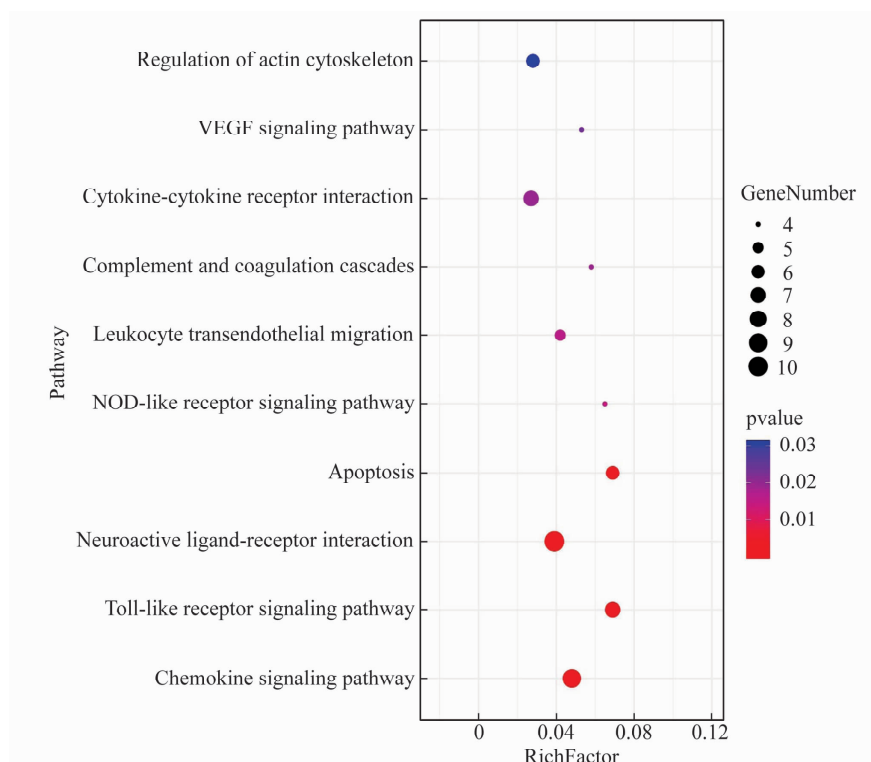 Regulation of actin cytoskeleton
VEGF signaling pathway
Cytokine-cytokine receptor interaction
Complement and coagulation cascades
Leukocyte transendothelial migration
NOD-like receptor signaling pathway
Apoptosis
Neuroactive ligand-receptor interaction
Toll-like receptor signaling pathway
Chemokine signaling pathway
Pathway
0 0.04 0.08 0.12
RichFactor
GeneNumber
4
5
6
7
8
9
10
pvalue
0.03
0.02
0.01